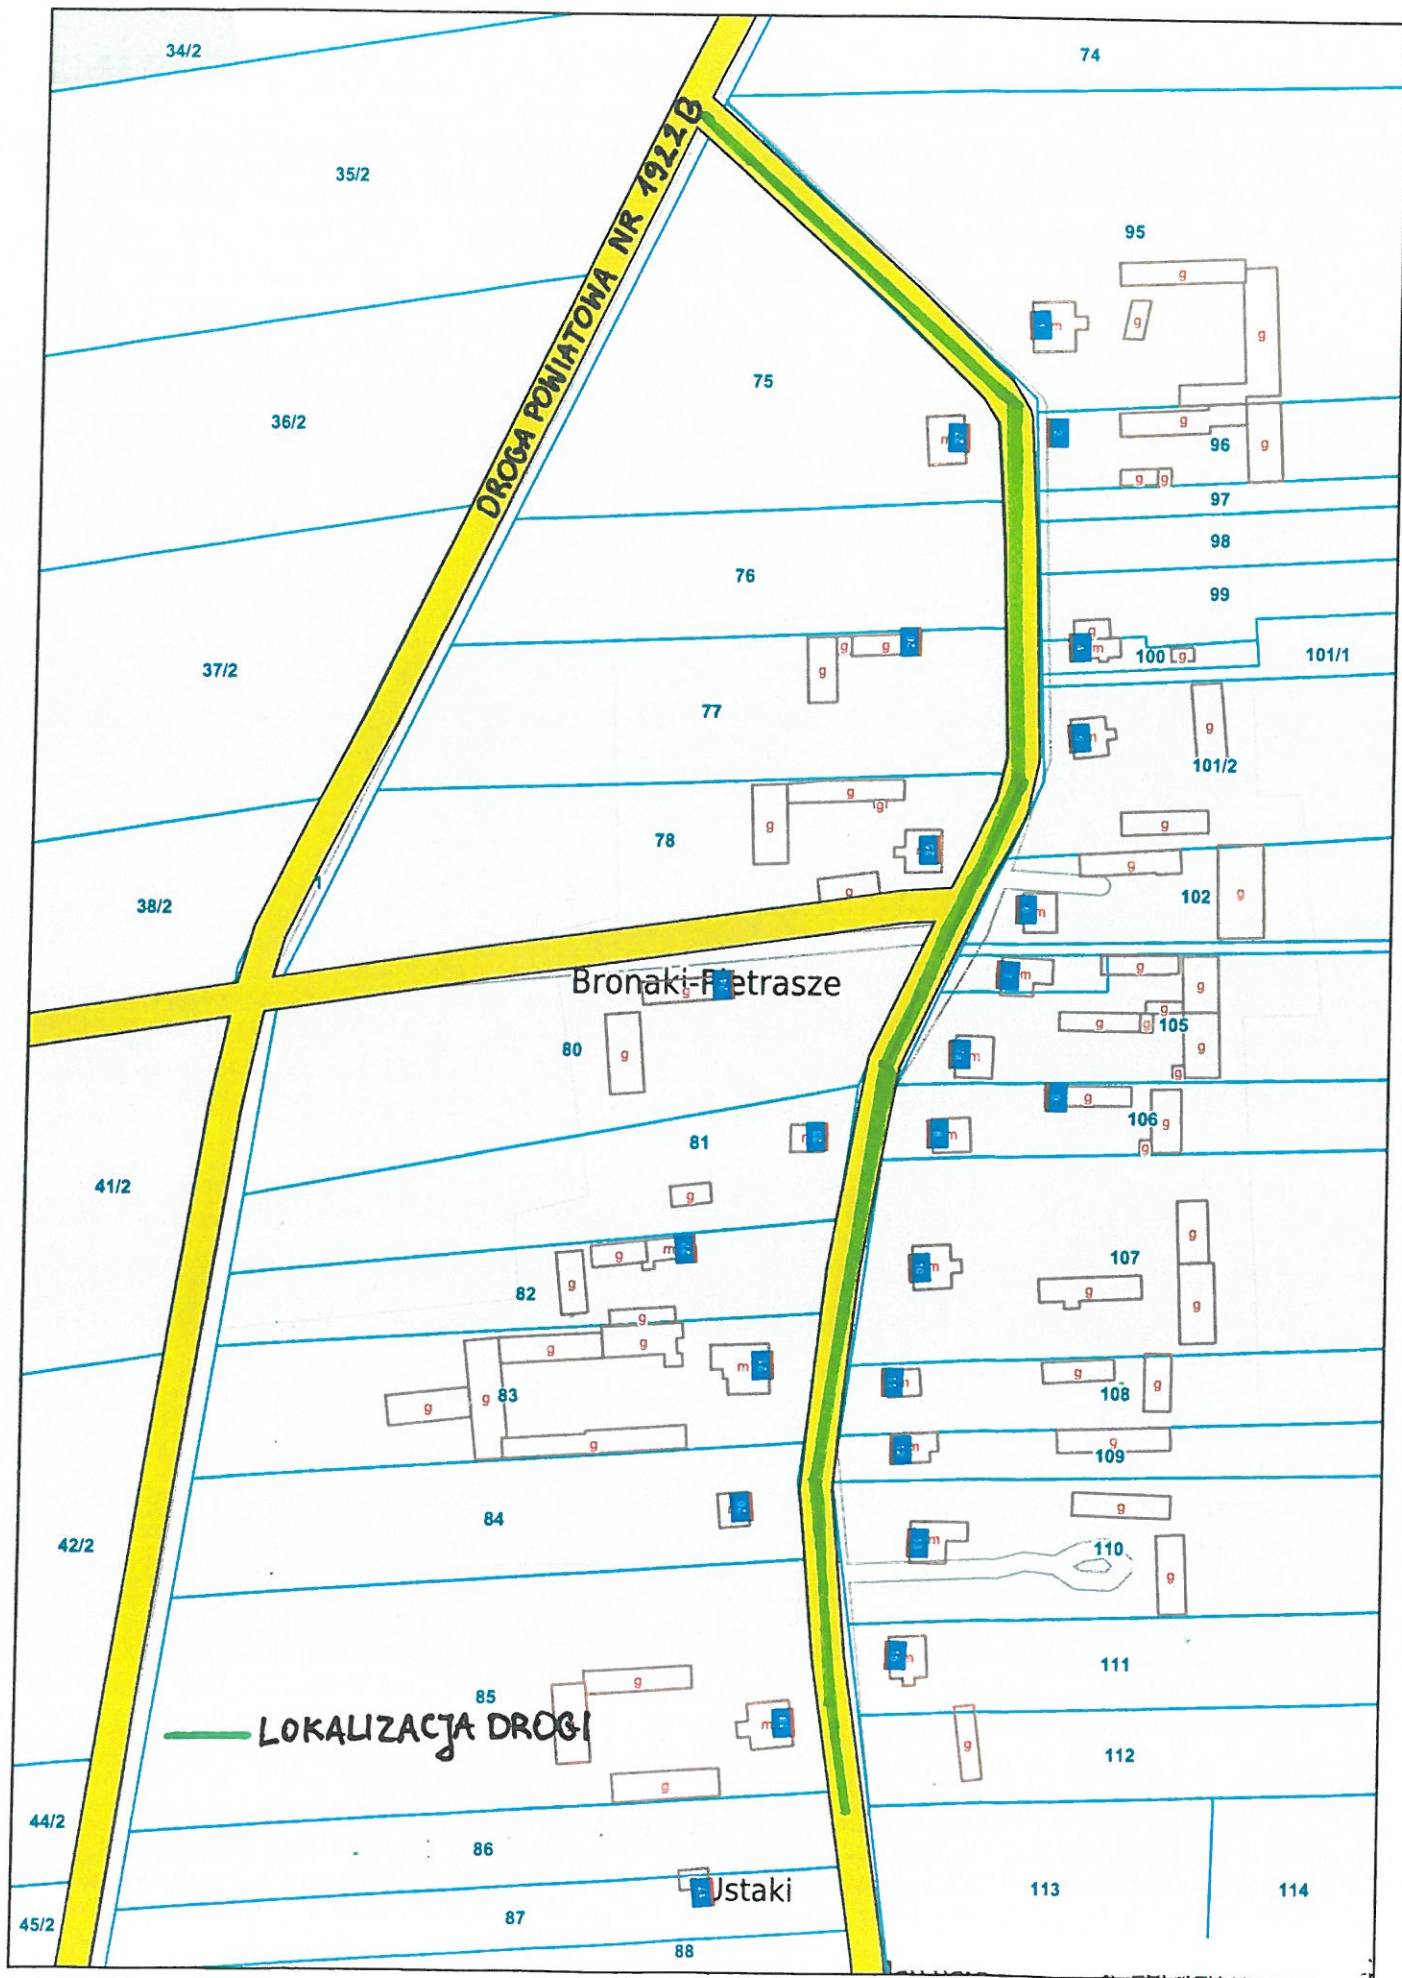 34/2
74
35/2
DROGA POWIATOWA NR 1922B
95
g
g
m
g
75
36/2
g
96
g
m
g
g
97
98
76
99
37/2
g
m
100
g
101/1
g
g
g
77
g
101/2
78
g
g
g
g
g
102
g
m
g
38/2
Bronaki-Pietrasze
g
m
g
g
80
g
g
g
g
105
g
m
g
81
g
106
g
m
g
41/2
g
82
g
g
m
g
107
g
m
g
g
g
g
g
m
83
g
g
g
m
g
108
g
m
g
109
84
g
42/2
m
110
g
85
g
m
111
LOKALIZACJA DROGI
m
g
112
g
44/2
86
Ustaki
113
114
45/2
87
88